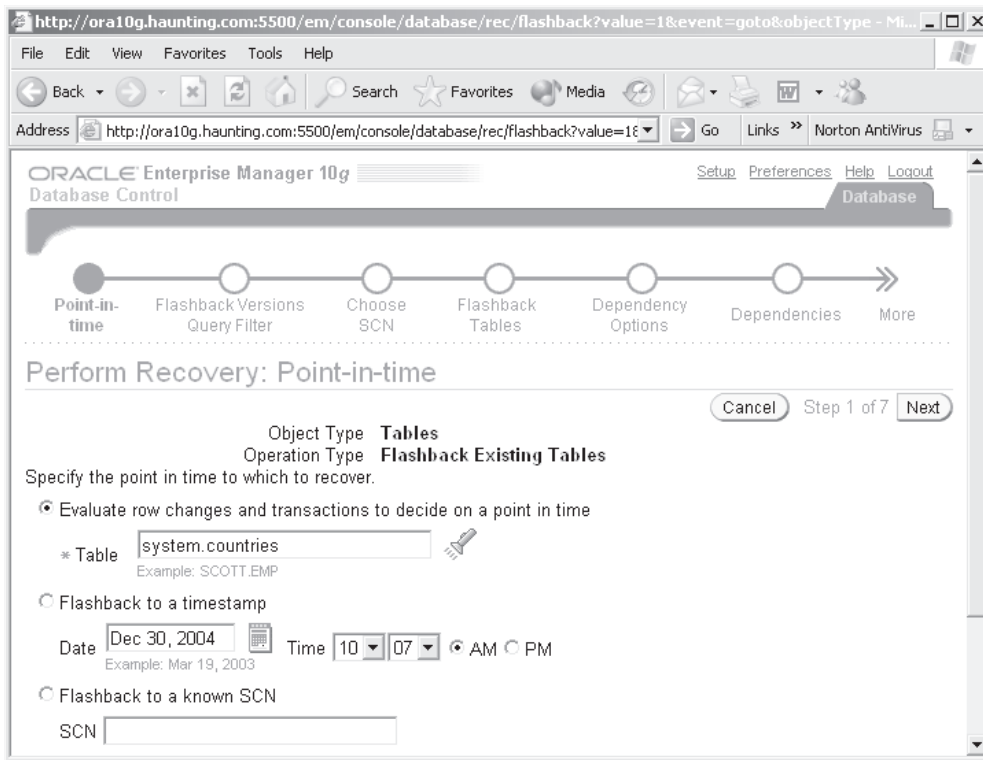 http://ora10g.haunting.com:5500/em/console/database/rec/flashback?value=1&event=goto&objectType - Mi...
File Edit View Favorites Tools Help
Back Search Favorites Media
Address http://ora10g.haunting.com:5500/em/console/database/rec/flashback?value=1& Go Links » Norton AntiVirus
ORACLE Enterprise Manager 10g
Database Control
Setup Preferences Help Logout
Database
Point-in-
time
Flashback Versions
Query Filter
Choose
SCN
Flashback
Tables
Dependency
Options
Dependencies
More
Perform Recovery: Point-in-time
Cancel Step 1 of 7 Next
Object Type Tables
Operation Type Flashback Existing Tables
Specify the point in time to which to recover.
Evaluate row changes and transactions to decide on a point in time
* Table system.countries
Example: SCOTT.EMP
Flashback to a timestamp
Date Dec 30, 2004 Time 10 07 AM PM
Example: Mar 19, 2003
Flashback to a known SCN
SCN